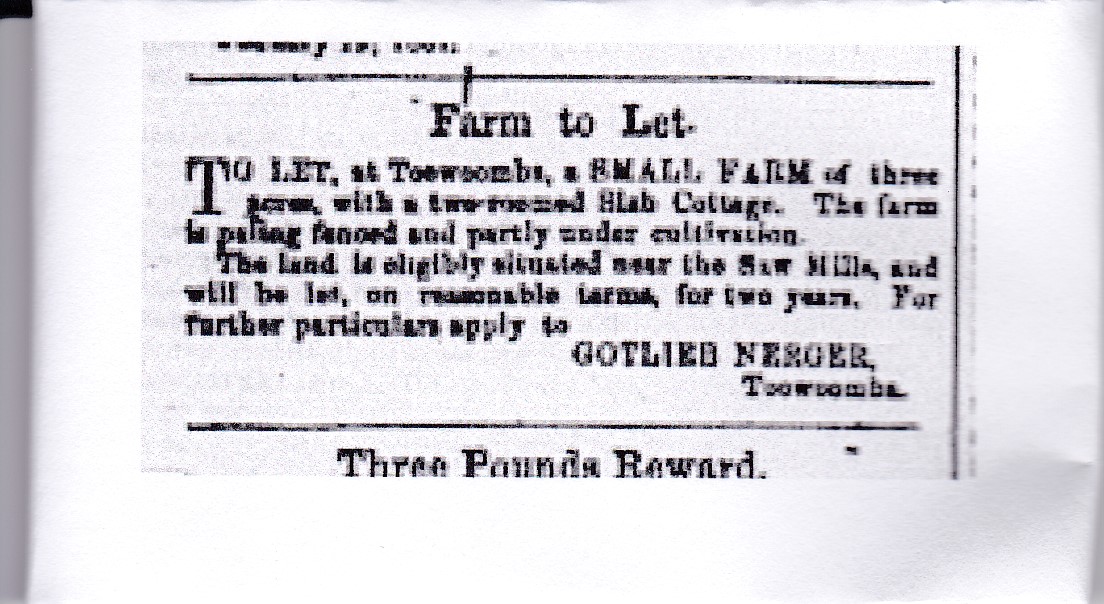 Farm to Let.
TO LET, at Toowoomba, a SMALL FARM of three
acres, with a two-roomed Slab Cottage. The farm
is paling fenced and partly under cultivation.
The land is eligibly situated near the Saw Mills, and
will be let, on reasonable terms, for two years. For
further particulars apply to
GOTLIEB NERGER,
Toowoomba.
Three Pounds Reward.